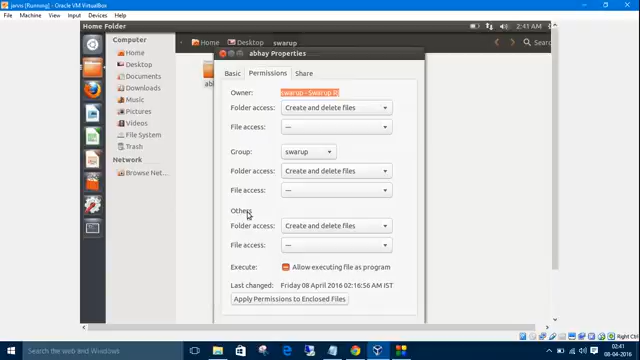 jarvis [Running] - Oracle VM VirtualBox
File Machine View Input Devices Help
Home Folder 2:41 AM
Home Desktop swarup Searc
abhay Properties
Computer
Home
Desktop
Documents
Downloads
Music
Pictures
Videos
File System
Trash
Network
Browse Net...
ab
Basic Permissions Share
Owner: swarup - Swarup R
Folder access: Create and delete files
File access: ---
Group: swarup
Folder access: Create and delete files
File access: ---
Others
Folder access: Create and delete files
File access: ---
Execute: Allow executing file as program
Last changed: Friday 08 April 2016 02:16:56 AM IST
Apply Permissions to Enclosed Files
Right Ctrl
Search the web and Windows
02:41
08-04-2016